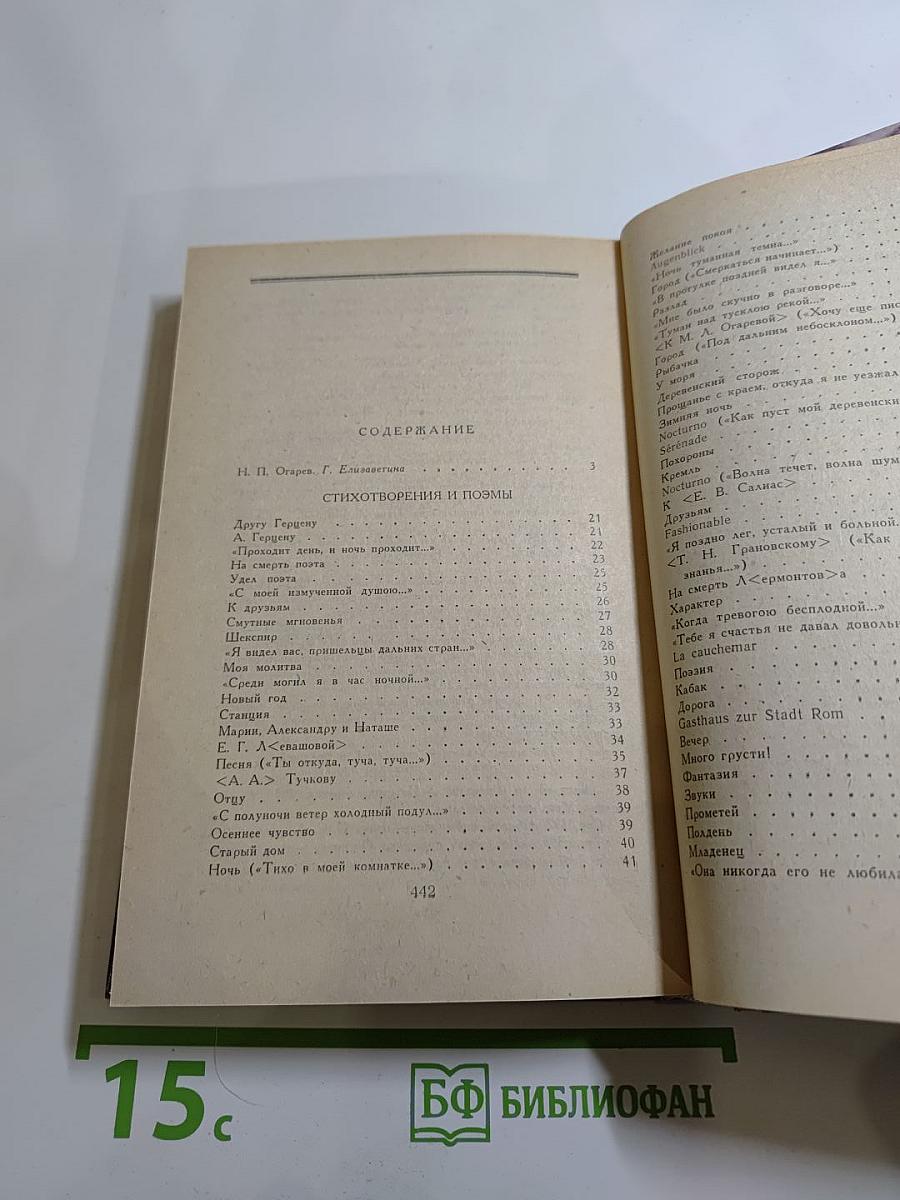 СОДЕРЖАНИЕ
Н. П. Огарев. Г. Елизаветина . . . . . . . . . . . 3
СТИХОТВОРЕНИЯ И ПОЭМЫ
Другу Герцену . . . . . . . . . . . . . . . . 21
А. Герцену . . . . . . . . . . . . . . . . . 21
«Проходит день, и ночь проходит...» . . . . . . . . . 22
На смерть поэта . . . . . . . . . . . . . . . 23
Удел поэта . . . . . . . . . . . . . . . . . 25
«С моей измученной душою...» . . . . . . . . . . . 25
К друзьям . . . . . . . . . . . . . . . . . 26
Смутные мгновенья . . . . . . . . . . . . . . 27
Шекспир . . . . . . . . . . . . . . . . . . 28
«Я видел вас, пришельцы дальних стран...» . . . . . . . 28
Моя молитва . . . . . . . . . . . . . . . . 30
«Среди могил я в час ночной...» . . . . . . . . . . 30
Новый год . . . . . . . . . . . . . . . . . 32
Станция . . . . . . . . . . . . . . . . . . 33
Марии, Александру и Наташе . . . . . . . . . . . 33
Е. Г. Л<евашовой> . . . . . . . . . . . . . . 34
Песня («Ты откуда, туча, туча...») . . . . . . . . . 35
<А. А.> Тучкову . . . . . . . . . . . . . . . 37
Отцу . . . . . . . . . . . . . . . . . . . 38
«С полуночи ветер холодный подул...» . . . . . . . . 39
Осеннее чувство . . . . . . . . . . . . . . . 39
Старый дом . . . . . . . . . . . . . . . . . 40
Ночь («Тихо в моей комнатке...») . . . . . . . . . . 41
442
Желание покоя . . . . . .
Augenblick . . . . . .
«Ночь туманная темна...»
Город («Смеркаться начинает...»)
«В прогулке поздней видел я...»
Разлад . . . . . .
«Мне было скучно в разговоре...»
«Туман над тусклою рекой...»
<К М. Л. Огаревой> («Хочу еще
Город («Под дальним небосклоном...»)
Рыбачка . . . . . .
У моря . . . . . .
Деревенский сторож . . . . .
Прощанье с краем, откуда я не уезжал
Зимняя ночь . . . . .
Nocturno («Как пуст мой
Sérénade . . . . . .
Похороны . . . . . .
Кремль . . . . . .
Nocturno («Волна течет, волна
К <Е. В. Салиас> . . . . .
Друзьям . . . . . .
Fashionable . . . . . .
«Я поздно лег, усталый и больной.
<Т. Н. Грановскому> («Как
знанья...») . . . . .
На смерть Л<ермонтов>а . . . .
Характер . . . . . .
«Когда тревогою бесплодной...»
«Тебе я счастья не давал
La cauchemar . . . . .
Поэзия . . . . . .
Кабак . . . . . .
Дорога . . . . . .
Gasthaus zur Stadt Rom . . .
Вечер . . . . . .
Много грусти! . . . . .
Фантазия . . . . . .
Звуки . . . . . .
Прометей . . . . . .
Полдень . . . . . .
Младенец . . . . . .
«Она никогда его не
15 с
БФ БИБЛИОФАН